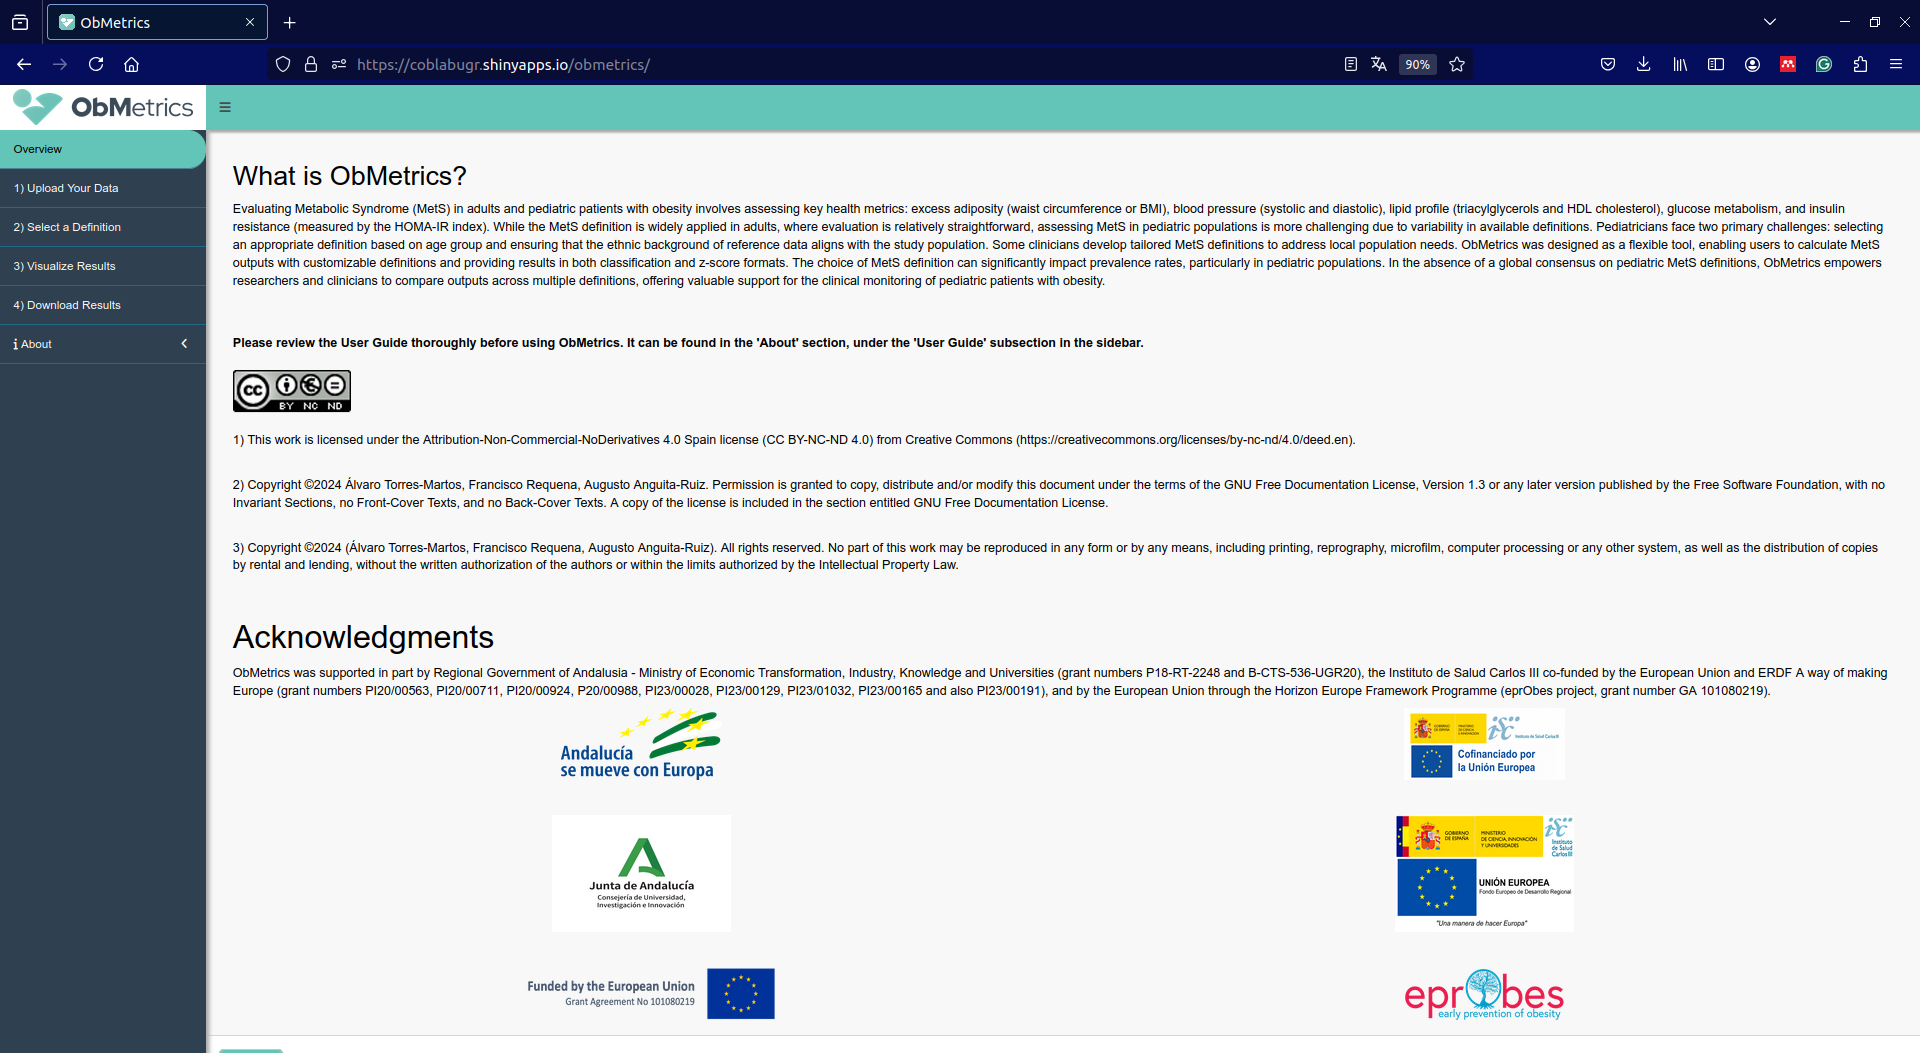 ObMetrics
https://coblabugr.shinyapps.io/obmetrics/
90%
ObMetrics
Overview
1) Upload Your Data
2) Select a Definition
3) Visualize Results
4) Download Results
About
What is ObMetrics?
Evaluating Metabolic Syndrome (MetS) in adults and pediatric patients with obesity involves assessing key health metrics: excess adiposity (waist circumference or BMI), blood pressure (systolic and diastolic), lipid profile (triacylglycerols and HDL cholesterol), glucose metabolism, and insulin
resistance (measured by the HOMA-IR index). While the MetS definition is widely applied in adults, where evaluation is relatively straightforward, assessing MetS in pediatric populations is more challenging due to variability in available definitions. Pediatricians face two primary challenges: selecting
an appropriate definition based on age group and ensuring that the ethnic background of reference data aligns with the study population. Some clinicians develop tailored MetS definitions to address local population needs. ObMetrics was designed as a flexible tool, enabling users to calculate MetS
outputs with customizable definitions and providing results in both classification and z-score formats. The choice of MetS definition can significantly impact prevalence rates, particularly in pediatric populations. In the absence of a global consensus on pediatric MetS definitions, ObMetrics empowers
researchers and clinicians to compare outputs across multiple definitions, offering valuable support for the clinical monitoring of pediatric patients with obesity.
Please review the User Guide thoroughly before using ObMetrics. It can be found in the 'About' section, under the 'User Guide' subsection in the sidebar.
cc
BY NC ND
1) This work is licensed under the Attribution-Non-Commercial-NoDerivatives 4.0 Spain license (CC BY-NC-ND 4.0) from Creative Commons (https://creativecommons.org/licenses/by-nc-nd/4.0/deed.en).
2) Copyright ©2024 Álvaro Torres-Martos, Francisco Requena, Augusto Anguita-Ruiz. Permission is granted to copy, distribute and/or modify this document under the terms of the GNU Free Documentation License, Version 1.3 or any later version published by the Free Software Foundation, with no
Invariant Sections, no Front-Cover Texts, and no Back-Cover Texts. A copy of the license is included in the section entitled GNU Free Documentation License.
3) Copyright ©2024 (Álvaro Torres-Martos, Francisco Requena, Augusto Anguita-Ruiz). All rights reserved. No part of this work may be reproduced in any form or by any means, including printing, reprography, microfilm, computer processing or any other system, as well as the distribution of copies
by rental and lending, without the written authorization of the authors or within the limits authorized by the Intellectual Property Law.
Acknowledgments
ObMetrics was supported in part by Regional Government of Andalusia - Ministry of Economic Transformation, Industry, Knowledge and Universities (grant numbers P18-RT-2248 and B-CTS-536-UGR20), the Instituto de Salud Carlos III co-funded by the European Union and ERDF A way of making
Europe (grant numbers PI20/00563, PI20/00711, PI20/00924, P20/00988, PI23/00028, PI23/00129, PI23/01032, PI23/00165 and also PI23/00191), and by the European Union through the Horizon Europe Framework Programme (eprObes project, grant number GA 101080219).
Andalucía
se mueve con Europa
GOBIERNO
DE ESPAÑA
MINISTERIO
DE CIENCIA
E INNOVACIÓN
isc
Instituto de Salud Carlos III
Cofinanciado por
la Unión Europea
Junta de Andalucía
Consejería de Universidad,
Investigación e Innovación
GOBIERNO
DE ESPAÑA
MINISTERIO
DE CIENCIA, INNOVACIÓN
Y UNIVERSIDADES
isc
Instituto
de Salud
Carlos III
UNIÓN EUROPEA
Fondo Europeo de Desarrollo Regional
"Una manera de hacer Europa"
Funded by the European Union
Grant Agreement No 101080219
eprObes
early prevention of obesity